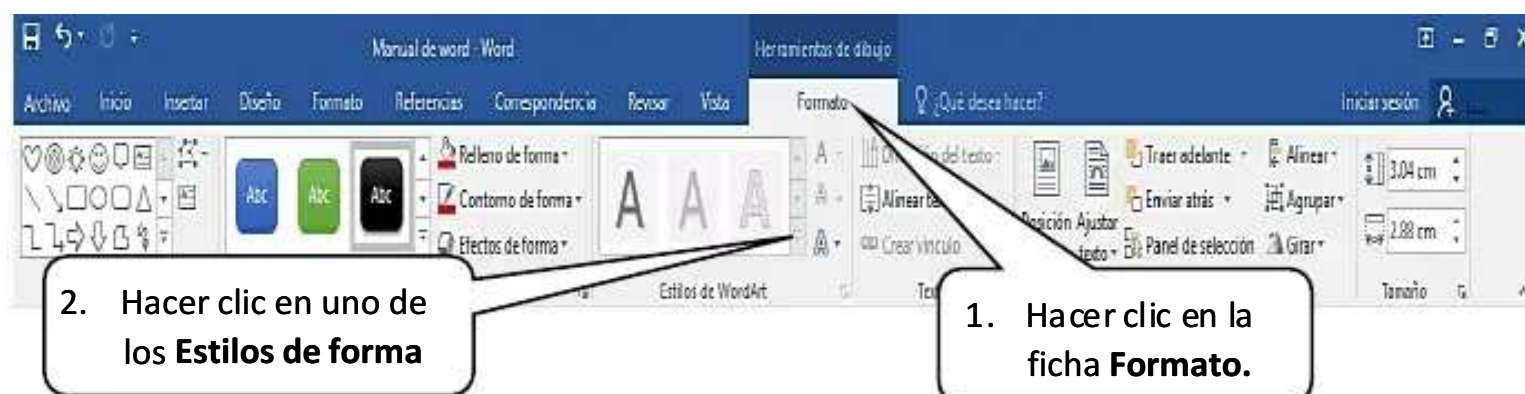 Manual de word - Word
Herramientas de dibujo
Archivo Inicio Insertar Diseño Formato Referencias Correspondencia Revisar Vista Formato ¿Qué desea hacer? Iniciar sesión
Abc Abc Abc
Relleno de forma
Contorno de forma
Efectos de forma
A A A
Estilos de WordArt
del texto
Alinear
Crear vínculo
Posición Ajustar
texto
Traer adelante
Enviar atrás
Panel de selección
Alinear
Agrupar
Girar
3.04 cm
2.88 cm
Tamaño
2. Hacer clic en uno de
los Estilos de forma
1. Hacer clic en la
ficha Formato.